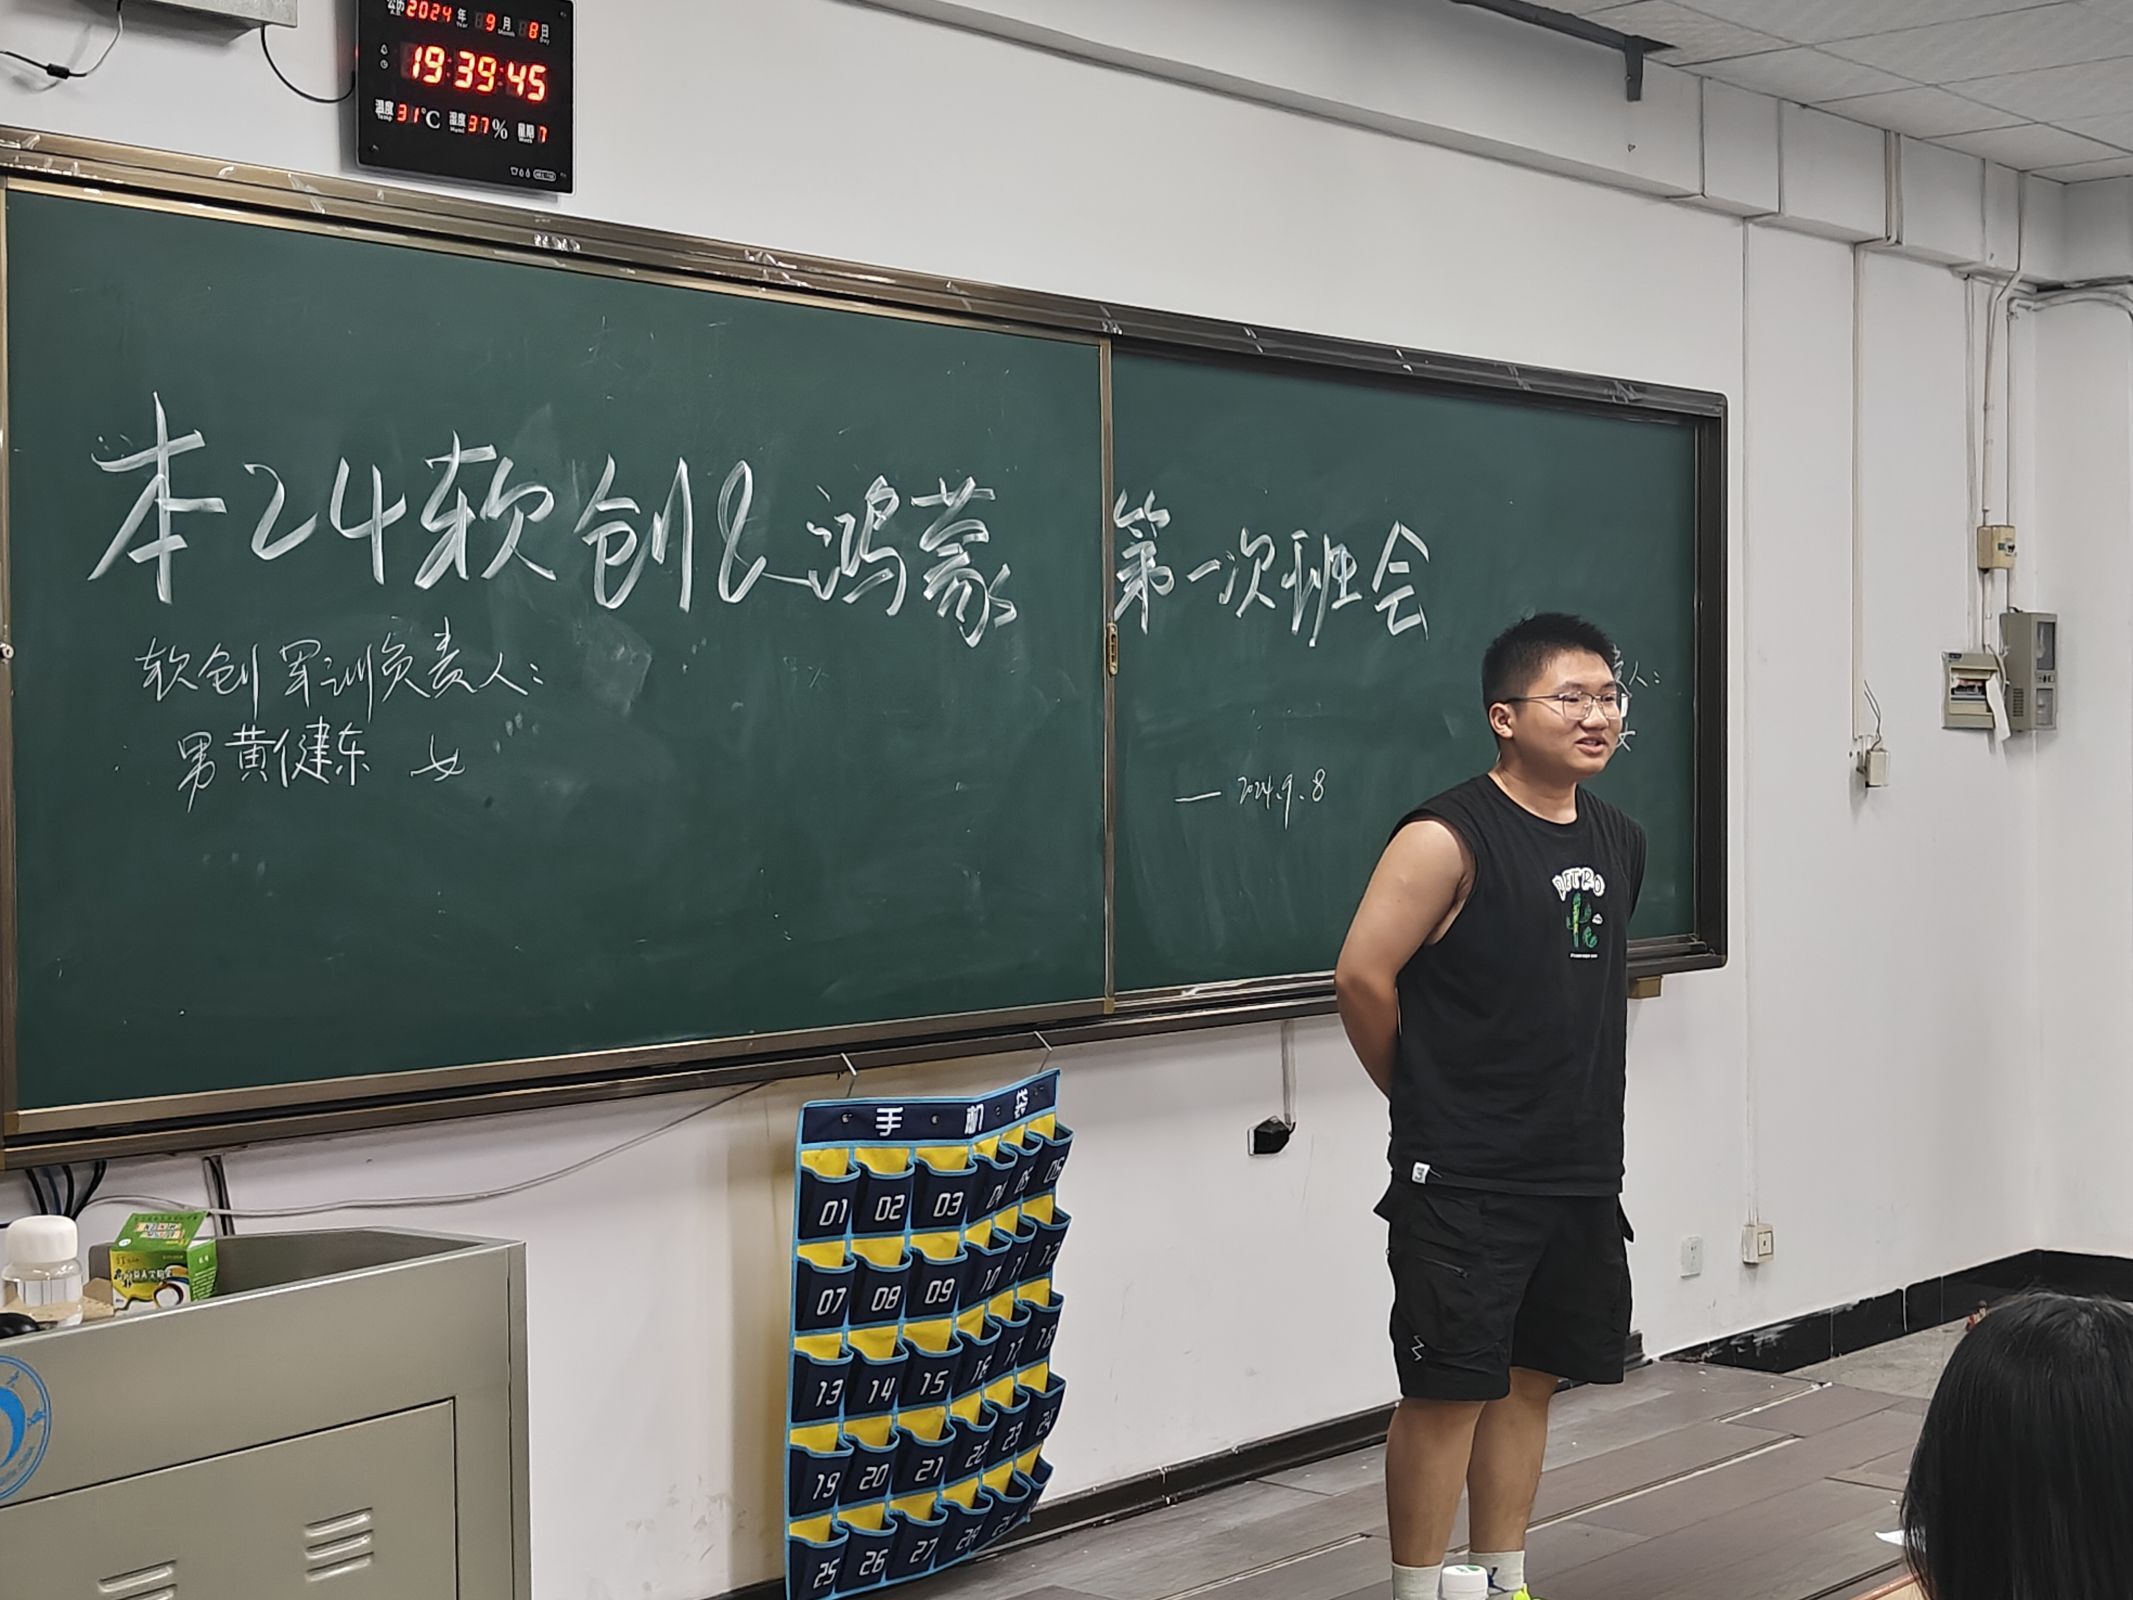 公历 2024 年 9 月 8 日
19:39:45
温度 31℃ 湿度 37% 星期 7
本24软创&鸿蒙 第一次班会
软创军训负责人:
男黄健东 女
人:
女
— 2024.9.8
RETRO
手机袋
01 02 03 04 05 06
07 08 09 10 11 12
13 14 15 16 17 18
19 20 21 22 23 24
25 26 27 28 29